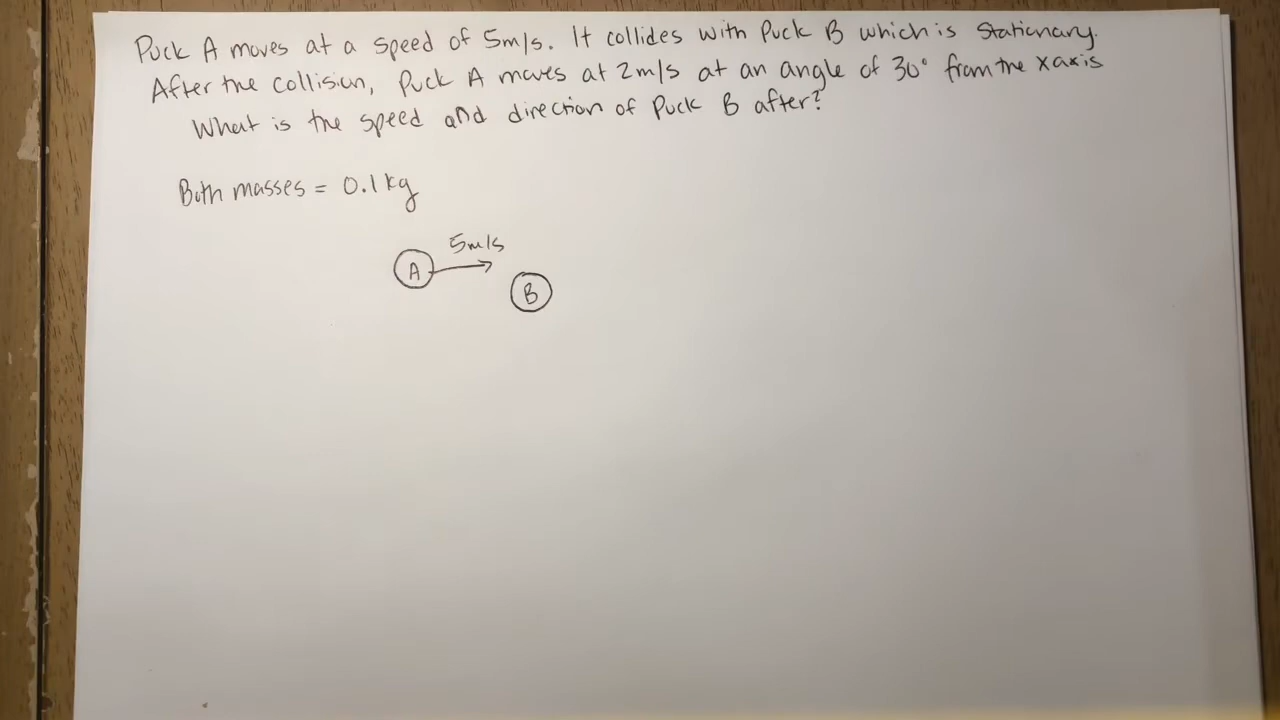 Puck A moves at a speed of 5m/s. It collides with Puck B which is stationary.
After the collision, Puck A moves at 2m/s at an angle of 30° from the x axis
What is the speed and direction of Puck B after?
Both masses = 0.1kg
5m/s
A
B